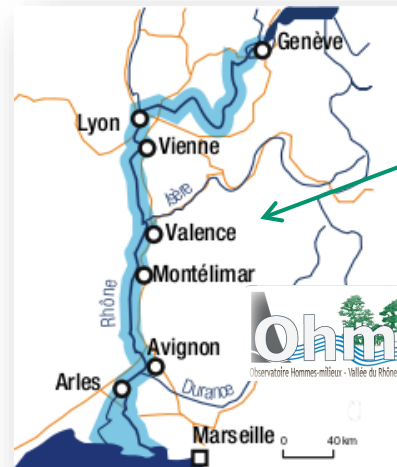 Genève
Lyon
Vienne
Isère
Valence
Montélimar
Rhône
Ohm
Observatoire Hommes-milieux - Vallée du Rhône
Avignon
Arles
Durance
Marseille
0 40 km